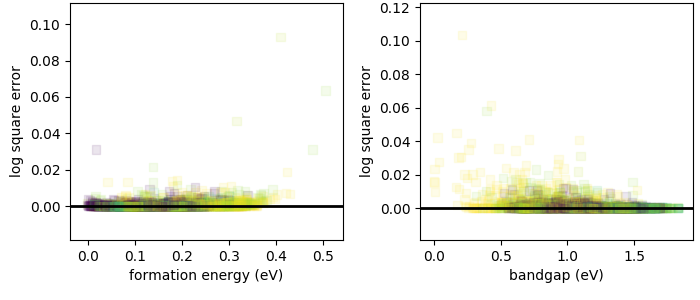 0.10
0.08
0.06
0.04
0.02
0.00
log square error
0.0 0.1 0.2 0.3 0.4 0.5
formation energy (eV)
0.12
0.10
0.08
0.06
0.04
0.02
0.00
log square error
0.0 0.5 1.0 1.5
bandgap (eV)